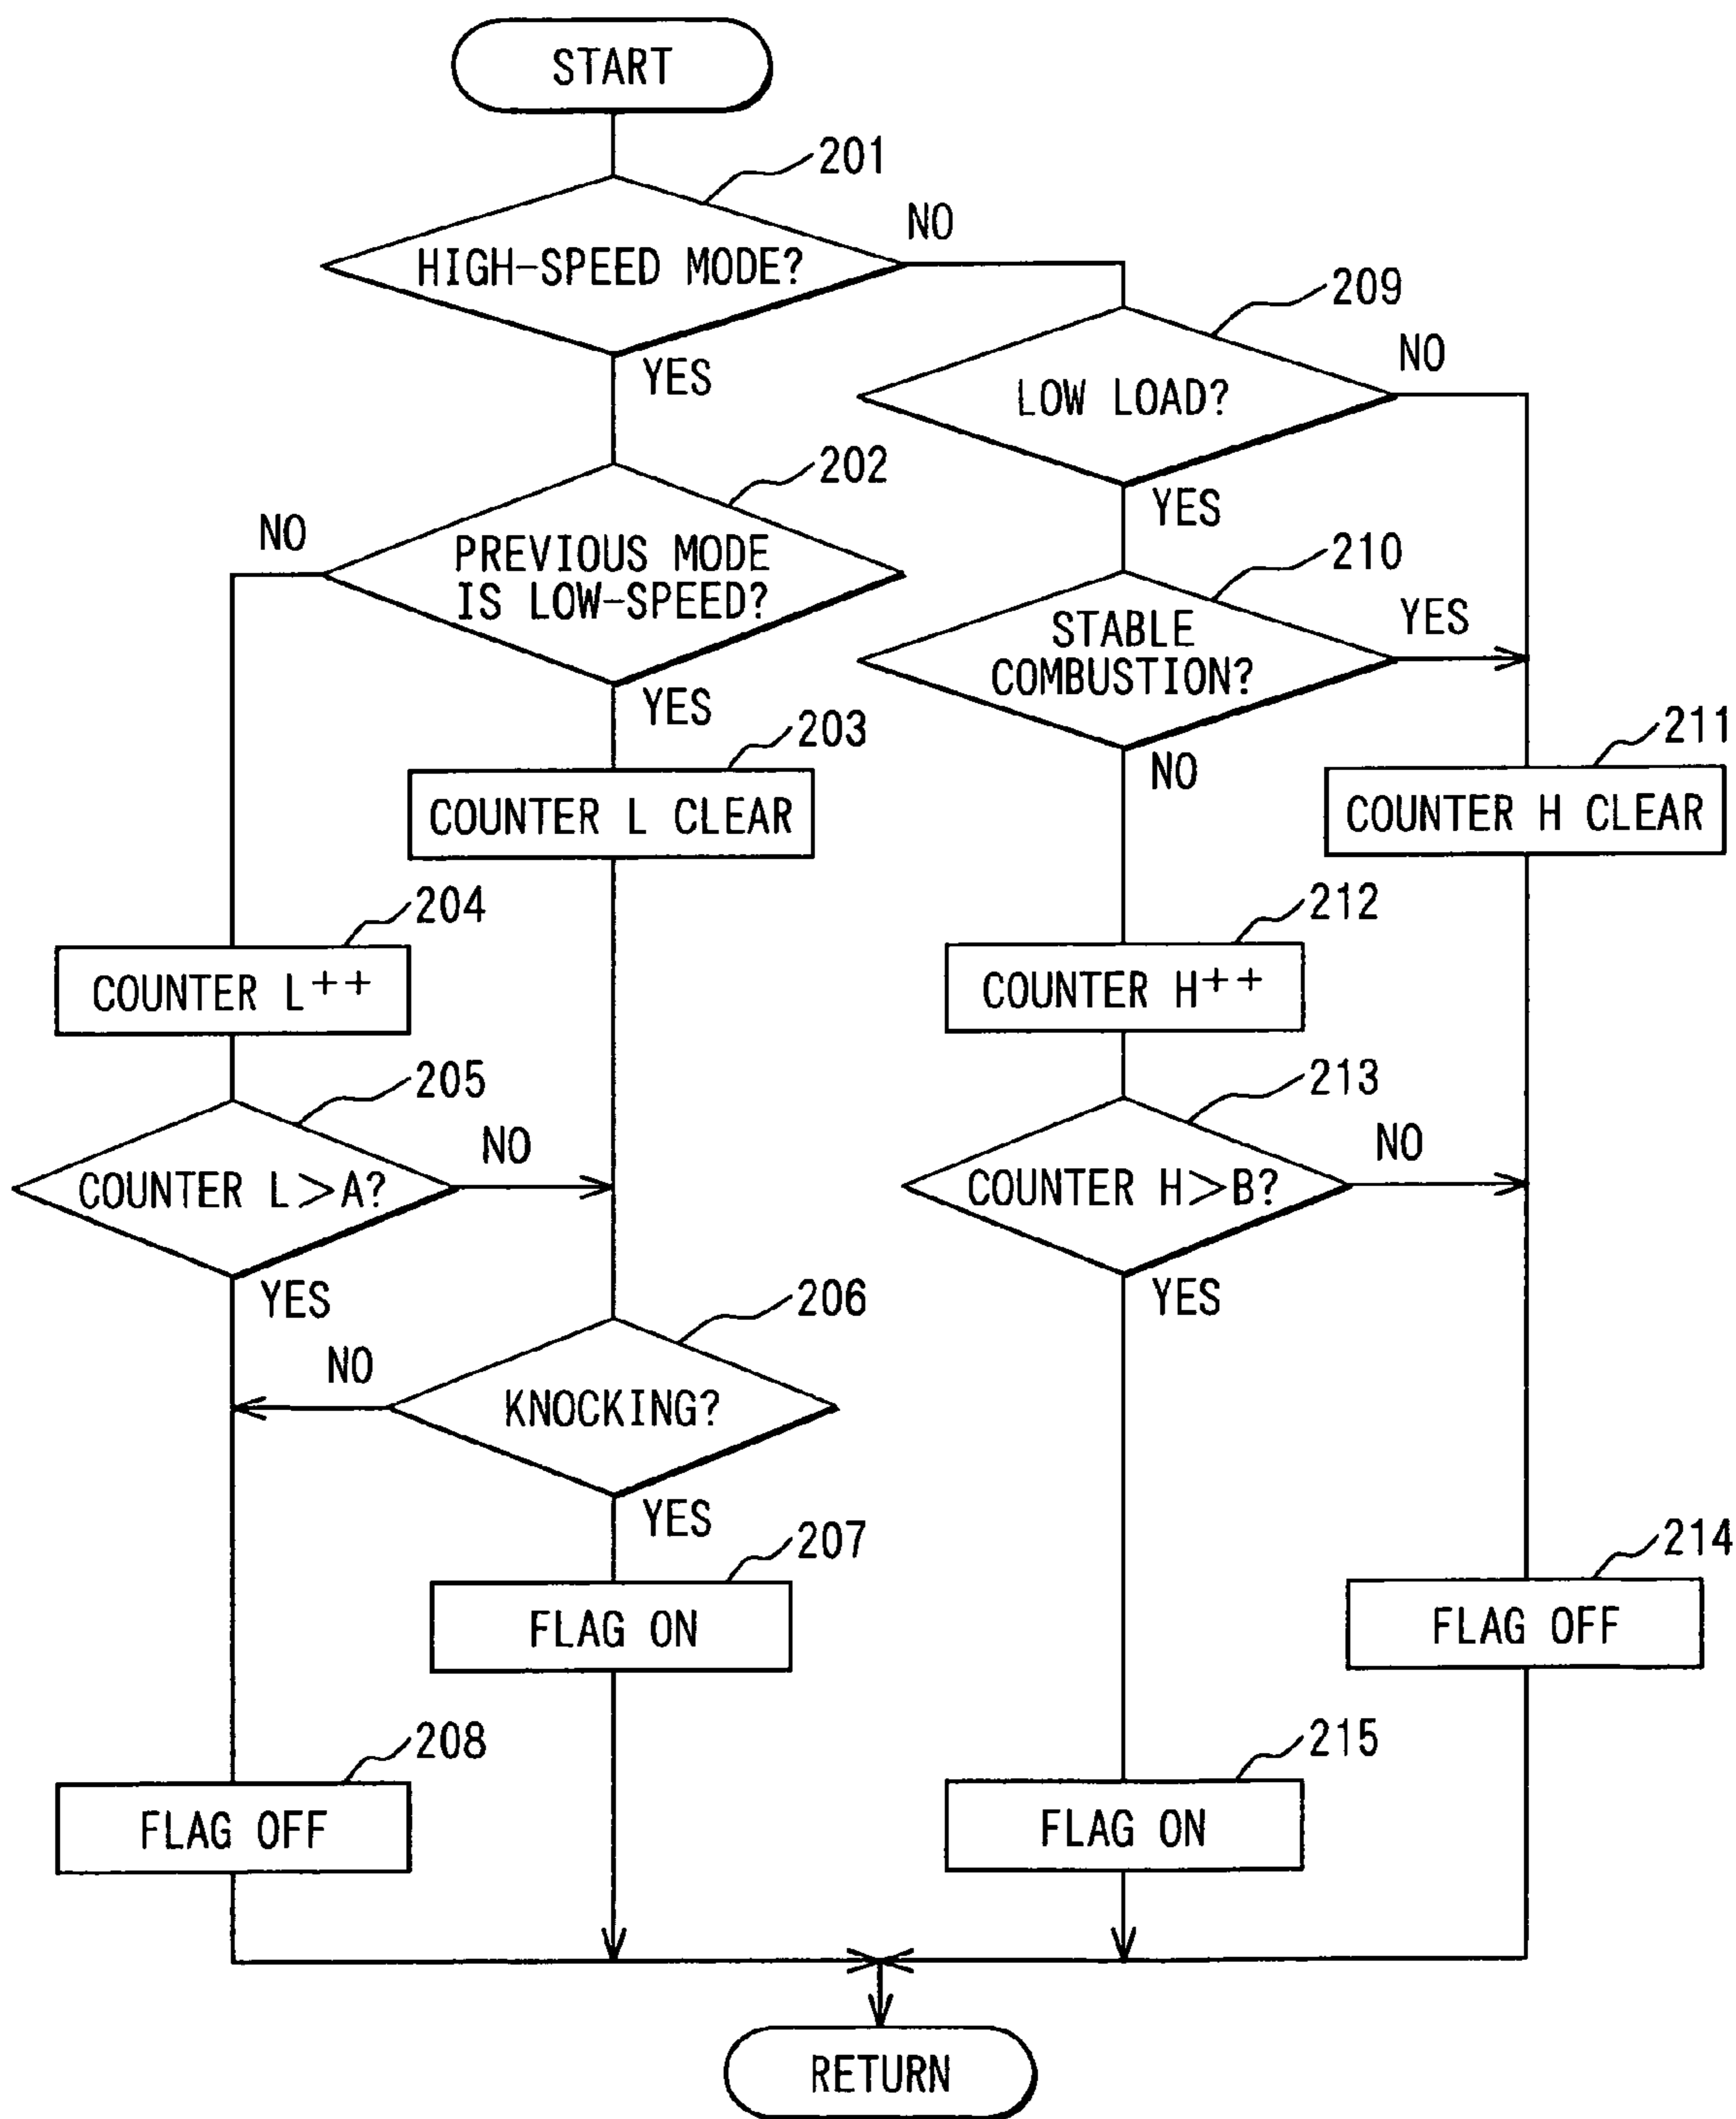 START
201
HIGH-SPEED MODE?
NO
YES
209
LOW LOAD?
NO
YES
202
PREVIOUS MODE
IS LOW-SPEED?
NO
YES
210
STABLE
COMBUSTION?
YES
NO
203
COUNTER L CLEAR
211
COUNTER H CLEAR
204
COUNTER L++
212
COUNTER H++
205
COUNTER L>A?
NO
YES
213
COUNTER H>B?
NO
YES
206
KNOCKING?
NO
YES
207
FLAG ON
214
FLAG OFF
208
FLAG OFF
215
FLAG ON
RETURN